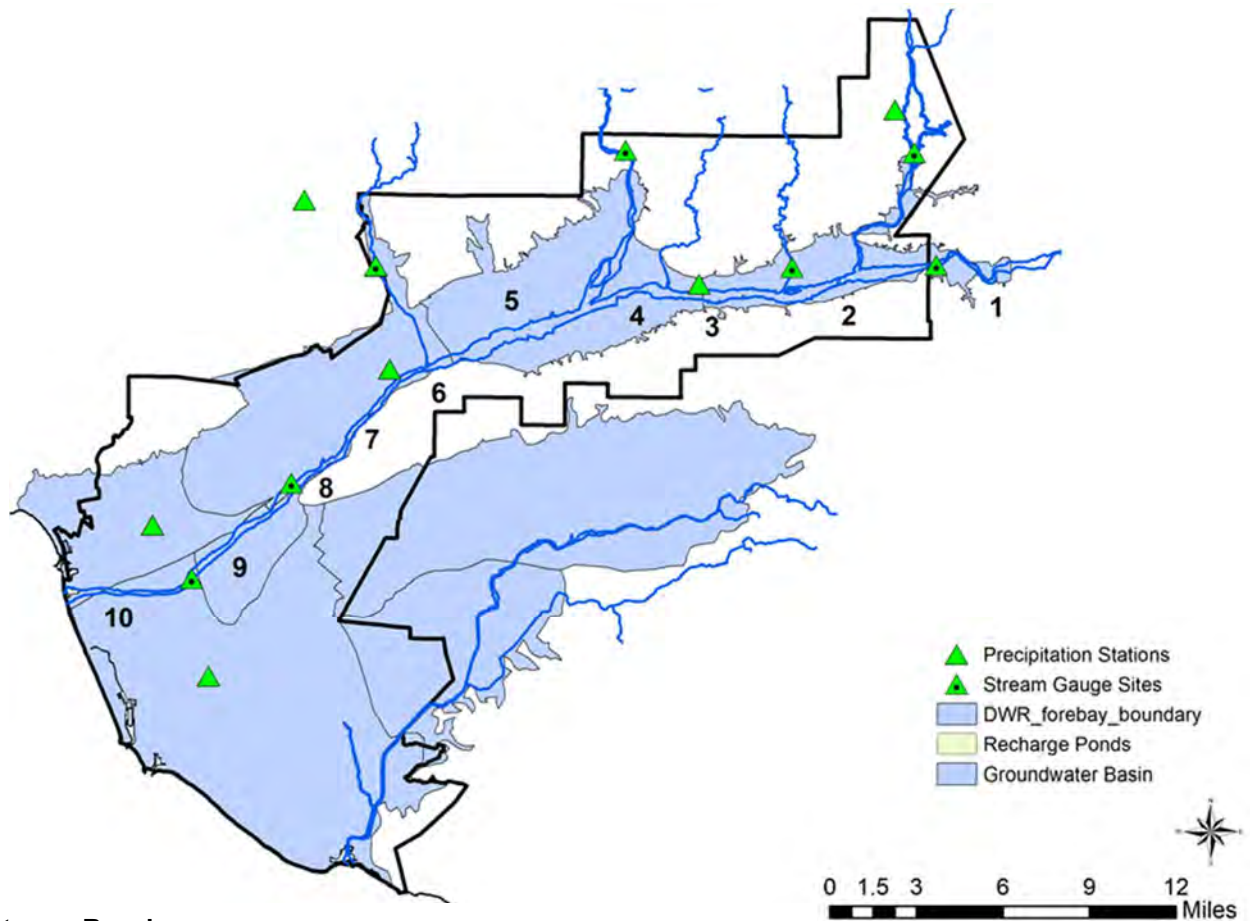 5
4
3
2
1
6
7
8
9
10
Precipitation Stations
Stream Gauge Sites
DWR_forebay_boundary
Recharge Ponds
Groundwater Basin
0 1.5 3 6 9 12
Miles